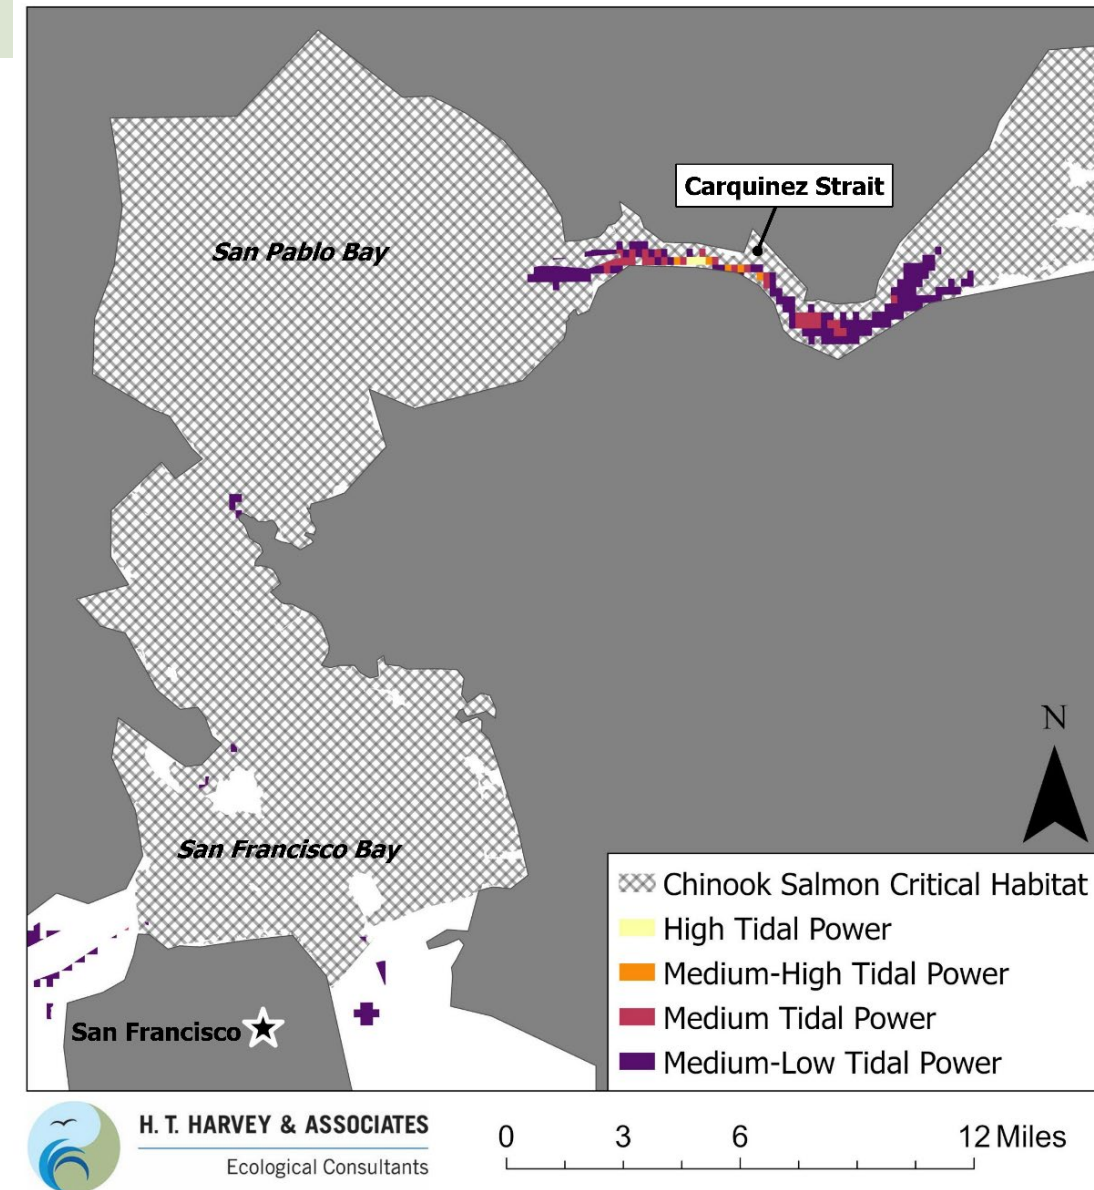 Carquinez Strait
San Pablo Bay
N
San Francisco Bay
San Francisco
Chinook Salmon Critical Habitat
High Tidal Power
Medium-High Tidal Power
Medium Tidal Power
Medium-Low Tidal Power
H. T. HARVEY & ASSOCIATES
Ecological Consultants
0 3 6 12 Miles